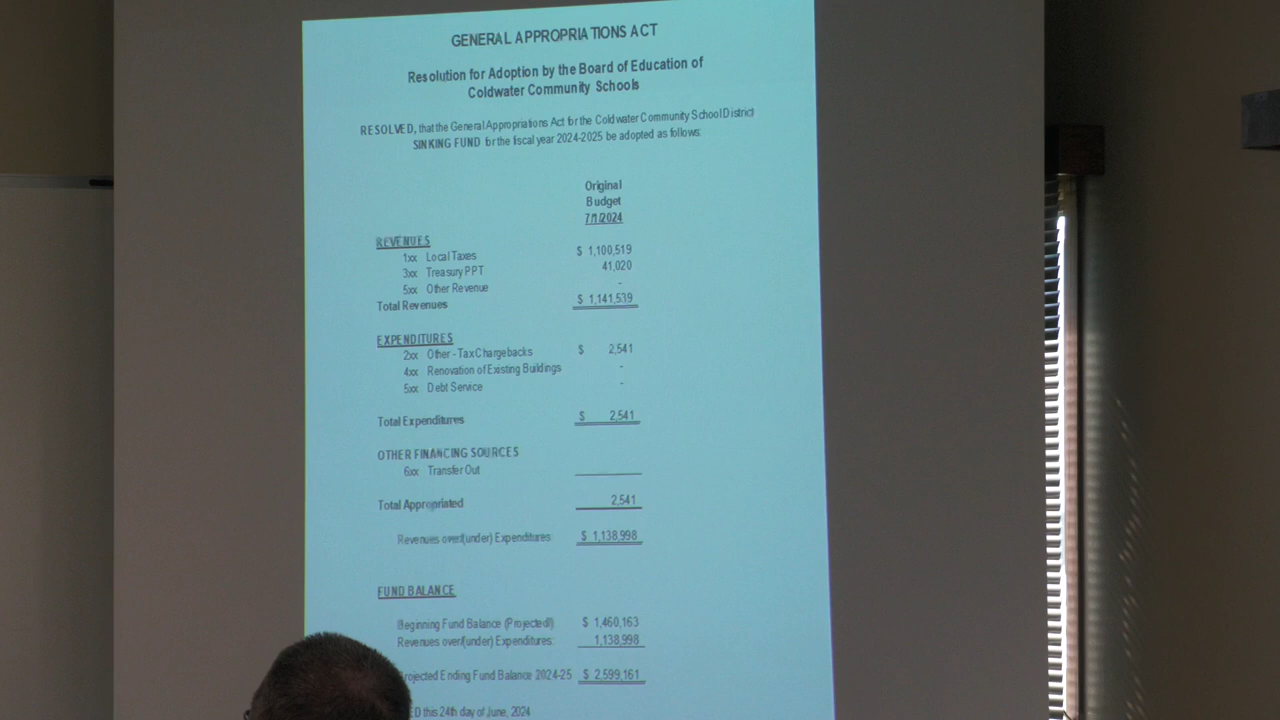 GENERAL APPROPRIATIONS ACT
Resolution for Adoption by the Board of Education of
Coldwater Community Schools
RESOLVED, that the General Appropriations Act for the Coldwater Community School District
SINKING FUND for the fiscal year 2024-2025 be adopted as follows:
Original
Budget
7/1/2024
REVENUES
1xx Local Taxes $ 1,100,519
3xx Treasury PPT 41,020
5xx Other Revenue -
Total Revenues $ 1,141,539
EXPENDITURES
2xx Other - Tax Chargebacks $ 2,541
4xx Renovation of Existing Buildings -
5xx Debt Service -
Total Expenditures $ 2,541
OTHER FINANCING SOURCES
6xx Transfer Out
Total Appropriated 2,541
Revenues over(under) Expenditures $ 1,138,998
FUND BALANCE
Beginning Fund Balance (Projected) $ 1,460,163
Revenues over(under) Expenditures: 1,138,998
rojected Ending Fund Balance 2024-25 $ 2,599,161
ED this 24th day of June, 2024